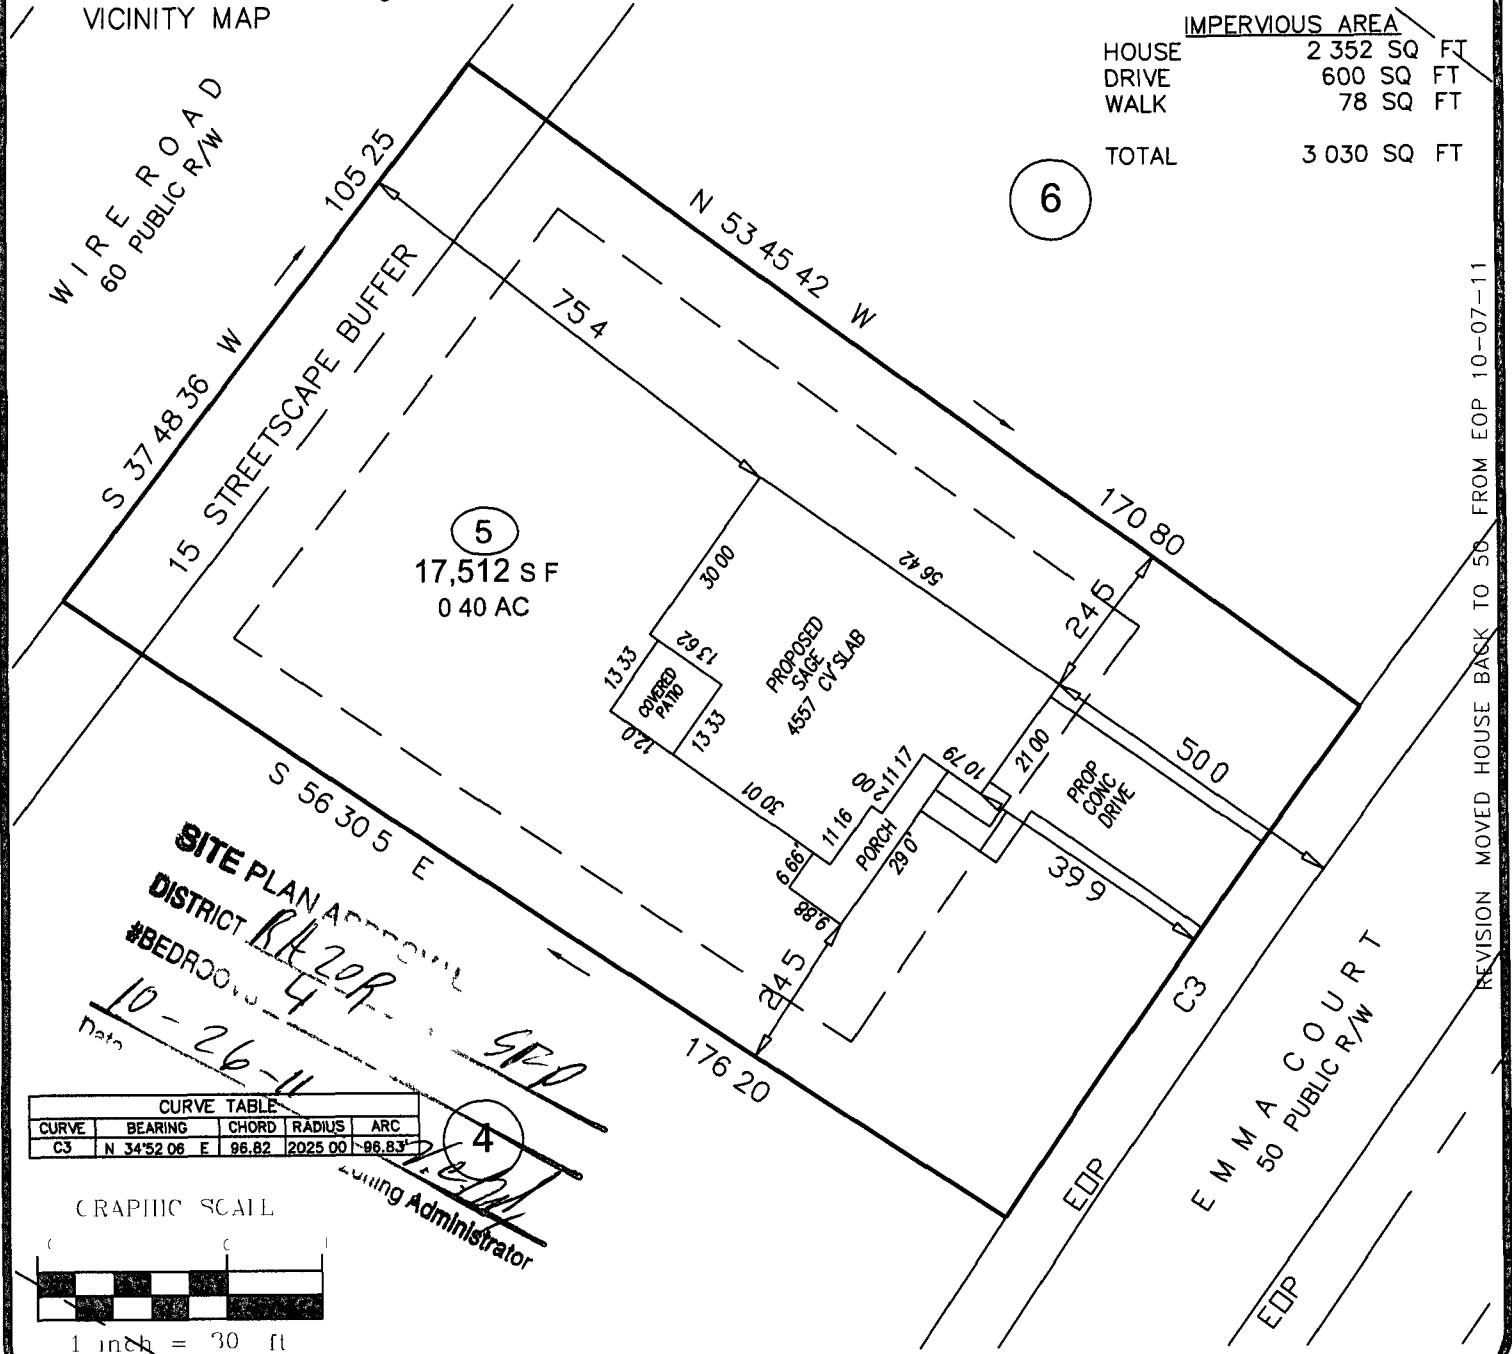 VICINITY MAP
IMPERVIOUS AREA
HOUSE 2 352 SQ FT
DRIVE 600 SQ FT
WALK 78 SQ FT
TOTAL 3 030 SQ FT
6
WIRE ROAD
60 PUBLIC R/W
105 25
S 37 48 36 W
15 STREETSCAPE BUFFER
N 53 45 42 W
170 80
75 4
5
17,512 S F
0 40 AC
30 00
56 42
13 62
13 33
COVERED
PATIO
12 0
13 33
PROPOSED
SAGE
4557 CV'SLAB
30 01
11 16
2 00
11 17
10 79
21 00
24 5
50 0
PROP
CONC
DRIVE
39 9
PORCH
29 0'
6 66'
9.88
24 5
S 56 30 5 E
176 20
C3
EMMA COURT
50 PUBLIC R/W
EOP
EOP
REVISION MOVED HOUSE BACK TO 50 FROM EOP 10-07-11
SITE PLAN APPROVAL
DISTRICT RA20R SFD
#BEDROOMS 4
10-26-11
Date
Zoning Administrator
4
CURVE TABLE
CURVE BEARING CHORD RADIUS ARC
C3 N 34°52 06 E 96.82 2025 00 96.83'
GRAPHIC SCALE
1 inch = 30 ft